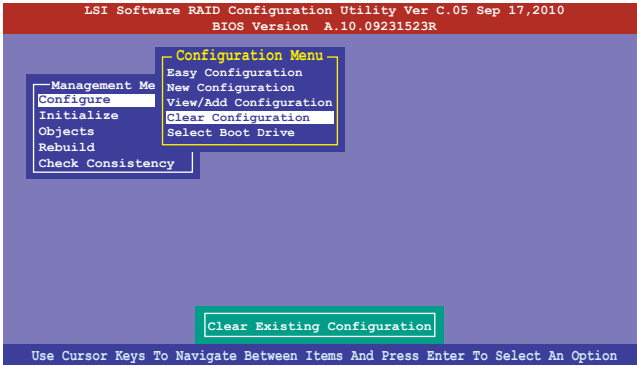 LSI Software RAID Configuration Utility Ver C.05 Sep 17,2010
BIOS Version A.10.09231523R
Management Me
Configure
Initialize
Objects
Rebuild
Check Consistency
Configuration Menu
Easy Configuration
New Configuration
View/Add Configuration
Clear Configuration
Select Boot Drive
Clear Existing Configuration
Use Cursor Keys To Navigate Between Items And Press Enter To Select An Option